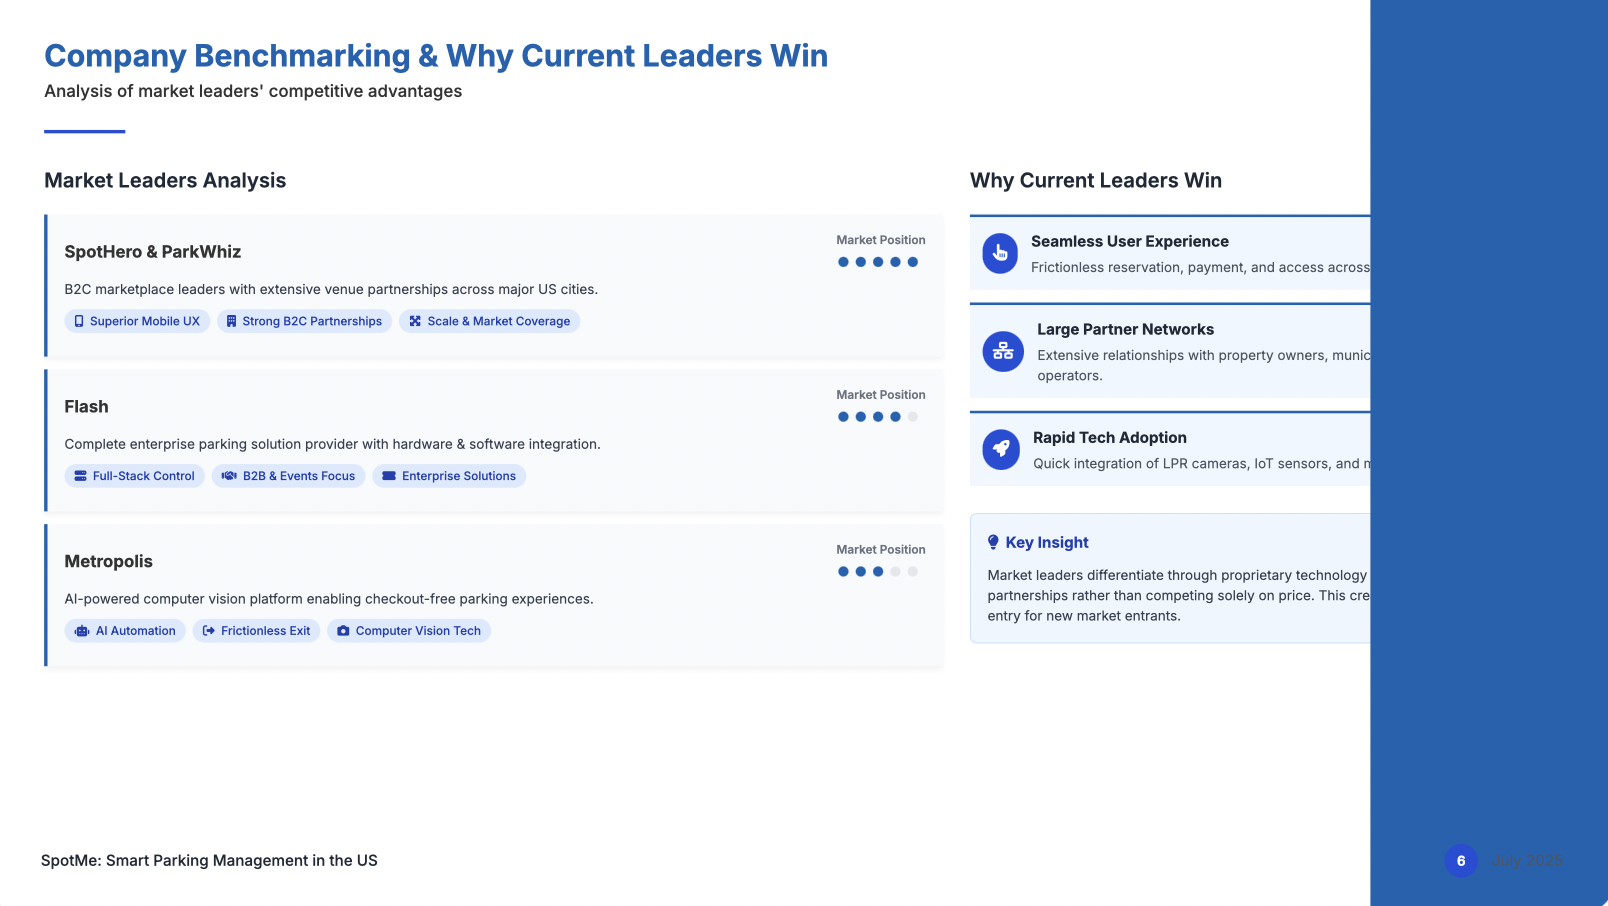 Company Benchmarking & Why Current Leaders Win
Analysis of market leaders' competitive advantages
Market Leaders Analysis
SpotHero & ParkWhiz
Market Position
B2C marketplace leaders with extensive venue partnerships across major US cities.
Superior Mobile UX
Strong B2C Partnerships
Scale & Market Coverage
Flash
Market Position
Complete enterprise parking solution provider with hardware & software integration.
Full-Stack Control
B2B & Events Focus
Enterprise Solutions
Metropolis
Market Position
AI-powered computer vision platform enabling checkout-free parking experiences.
AI Automation
Frictionless Exit
Computer Vision Tech
Why Current Leaders Win
Seamless User Experience
Frictionless reservation, payment, and access across
Large Partner Networks
Extensive relationships with property owners, munic
operators.
Rapid Tech Adoption
Quick integration of LPR cameras, IoT sensors, and
Key Insight
Market leaders differentiate through proprietary technology
partnerships rather than competing solely on price. This cre
entry for new market entrants.
SpotMe: Smart Parking Management in the US
6
July 2025